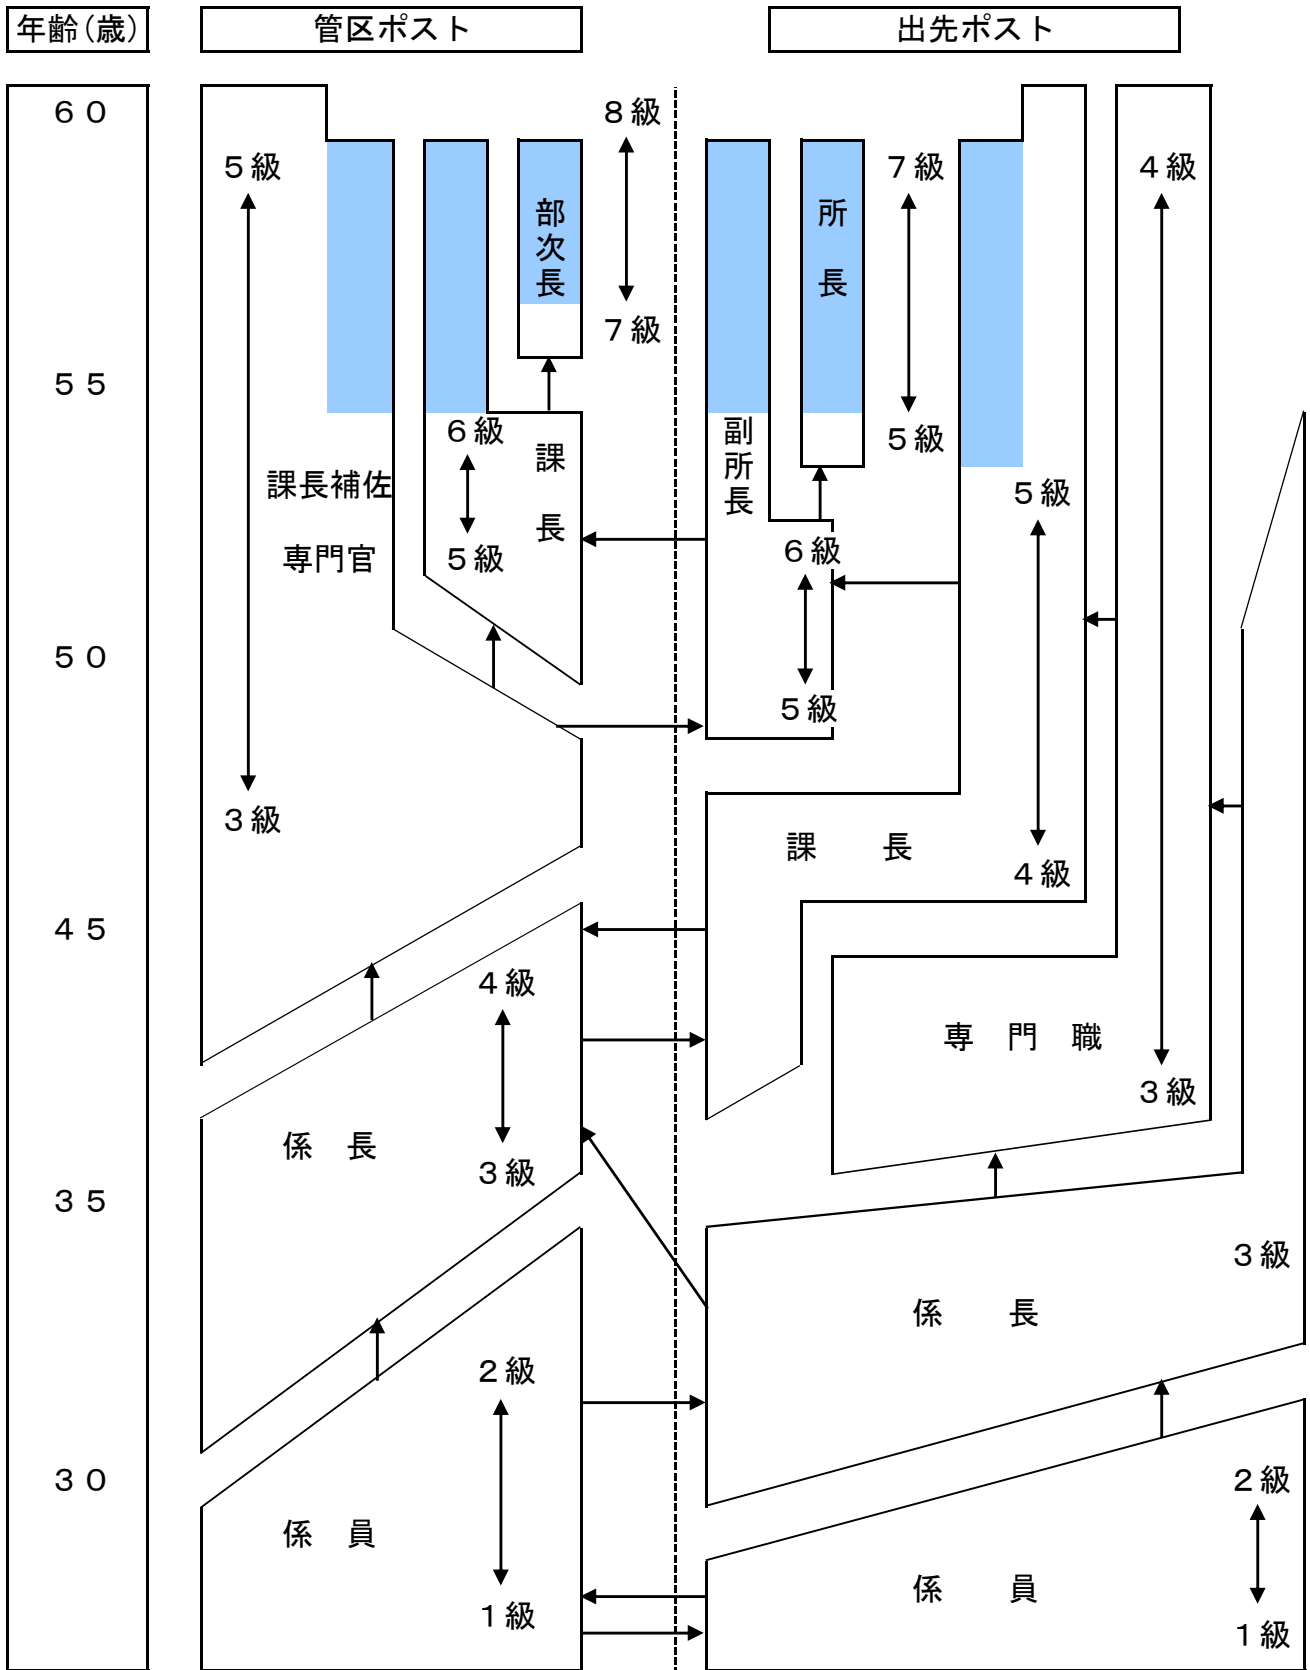 年齢（歳）
管区ポスト
出先ポスト
６０
５５
５０
４５
３５
３０
５級
３級
課長補佐
専門官
６級
５級
課長
部次長
８級
７級
４級
３級
係　長
２級
１級
係　員
副所長
６級
５級
所長
７級
５級
５級
４級
課　　長
４級
３級
専　門　職
３級
係　　長
２級
１級
係　　員